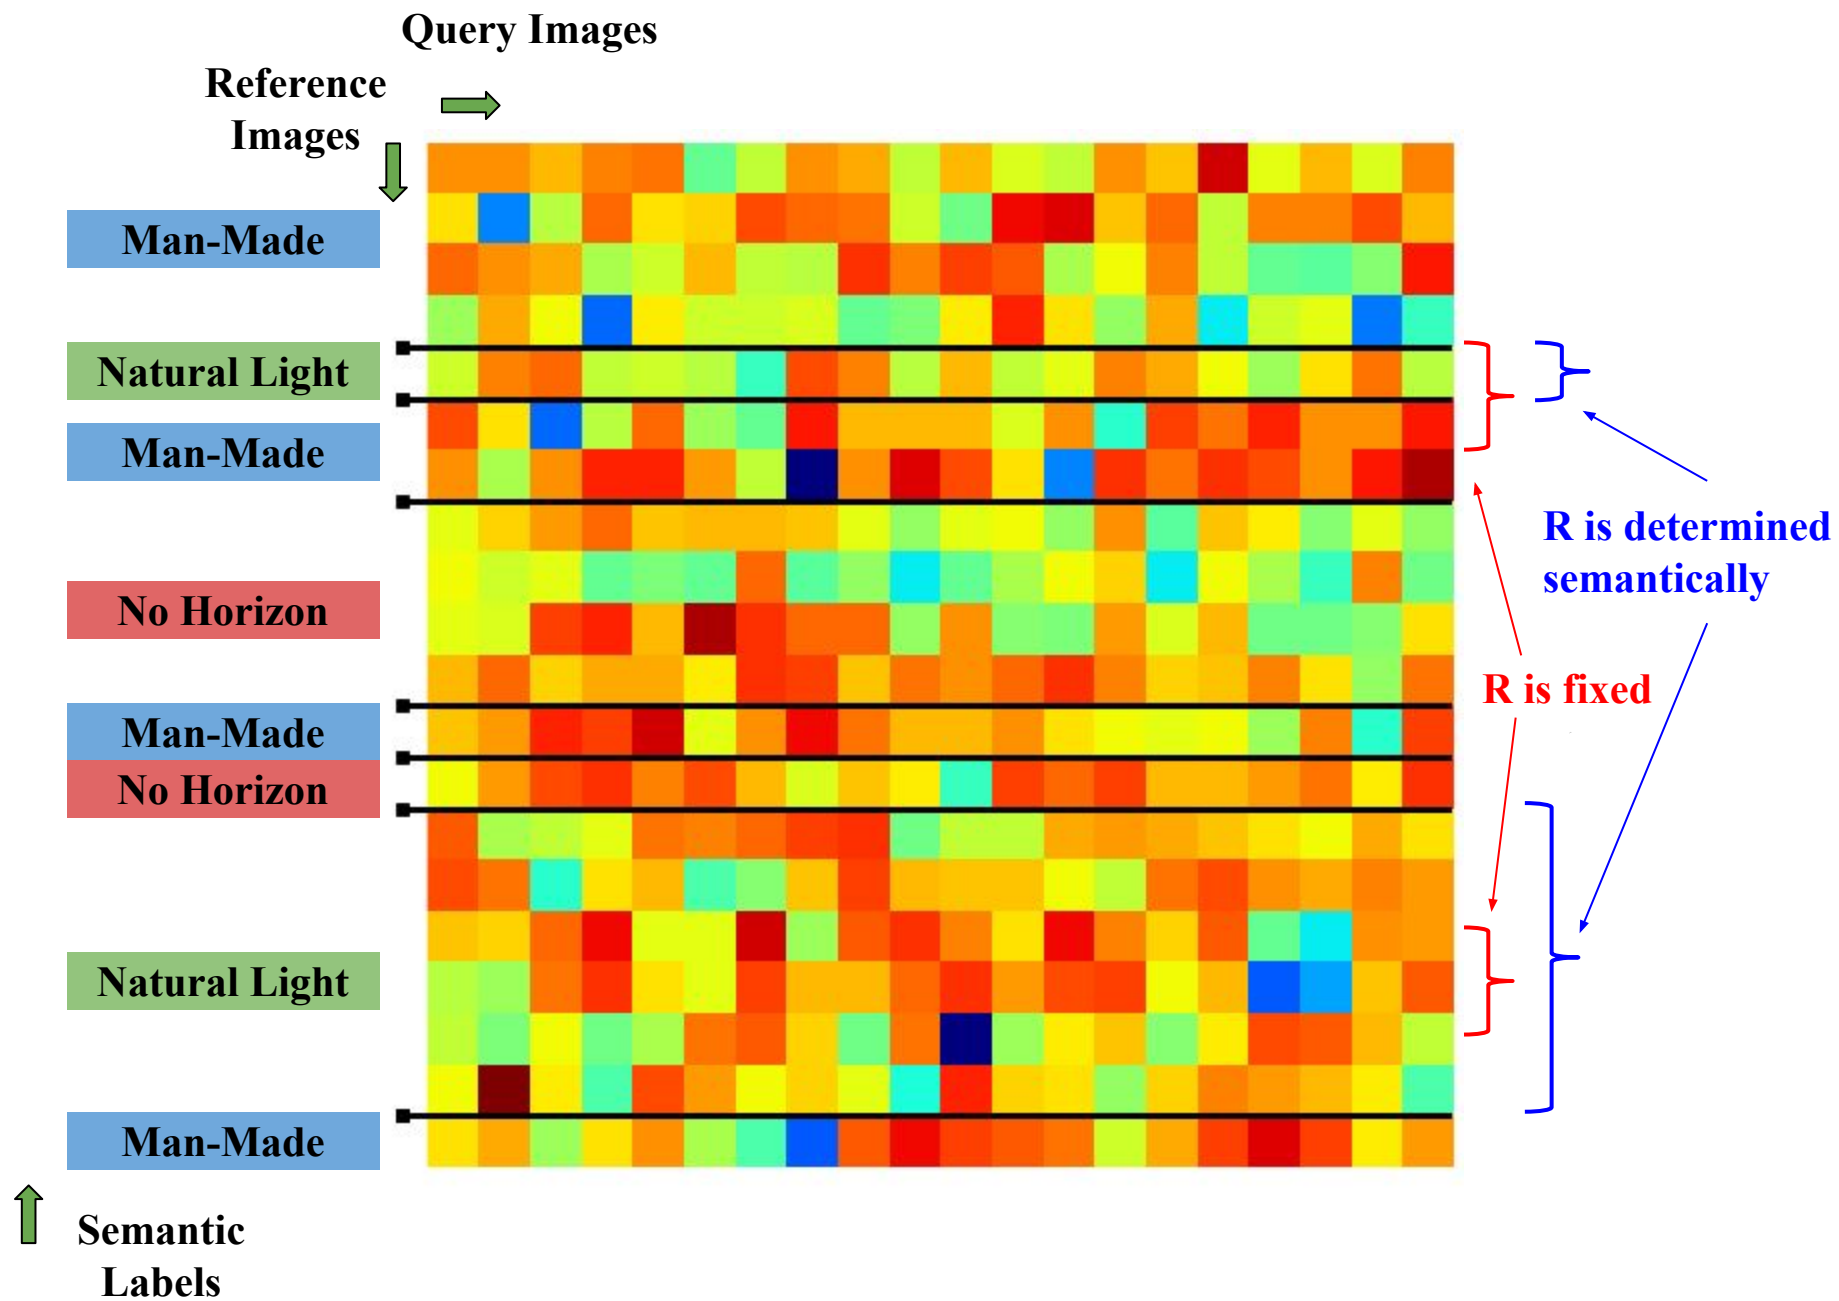 Query Images
Reference
Images
Man-Made
Natural Light
Man-Made
No Horizon
Man-Made
No Horizon
Natural Light
Man-Made
Semantic
Labels
R is determined
semantically
R is fixed